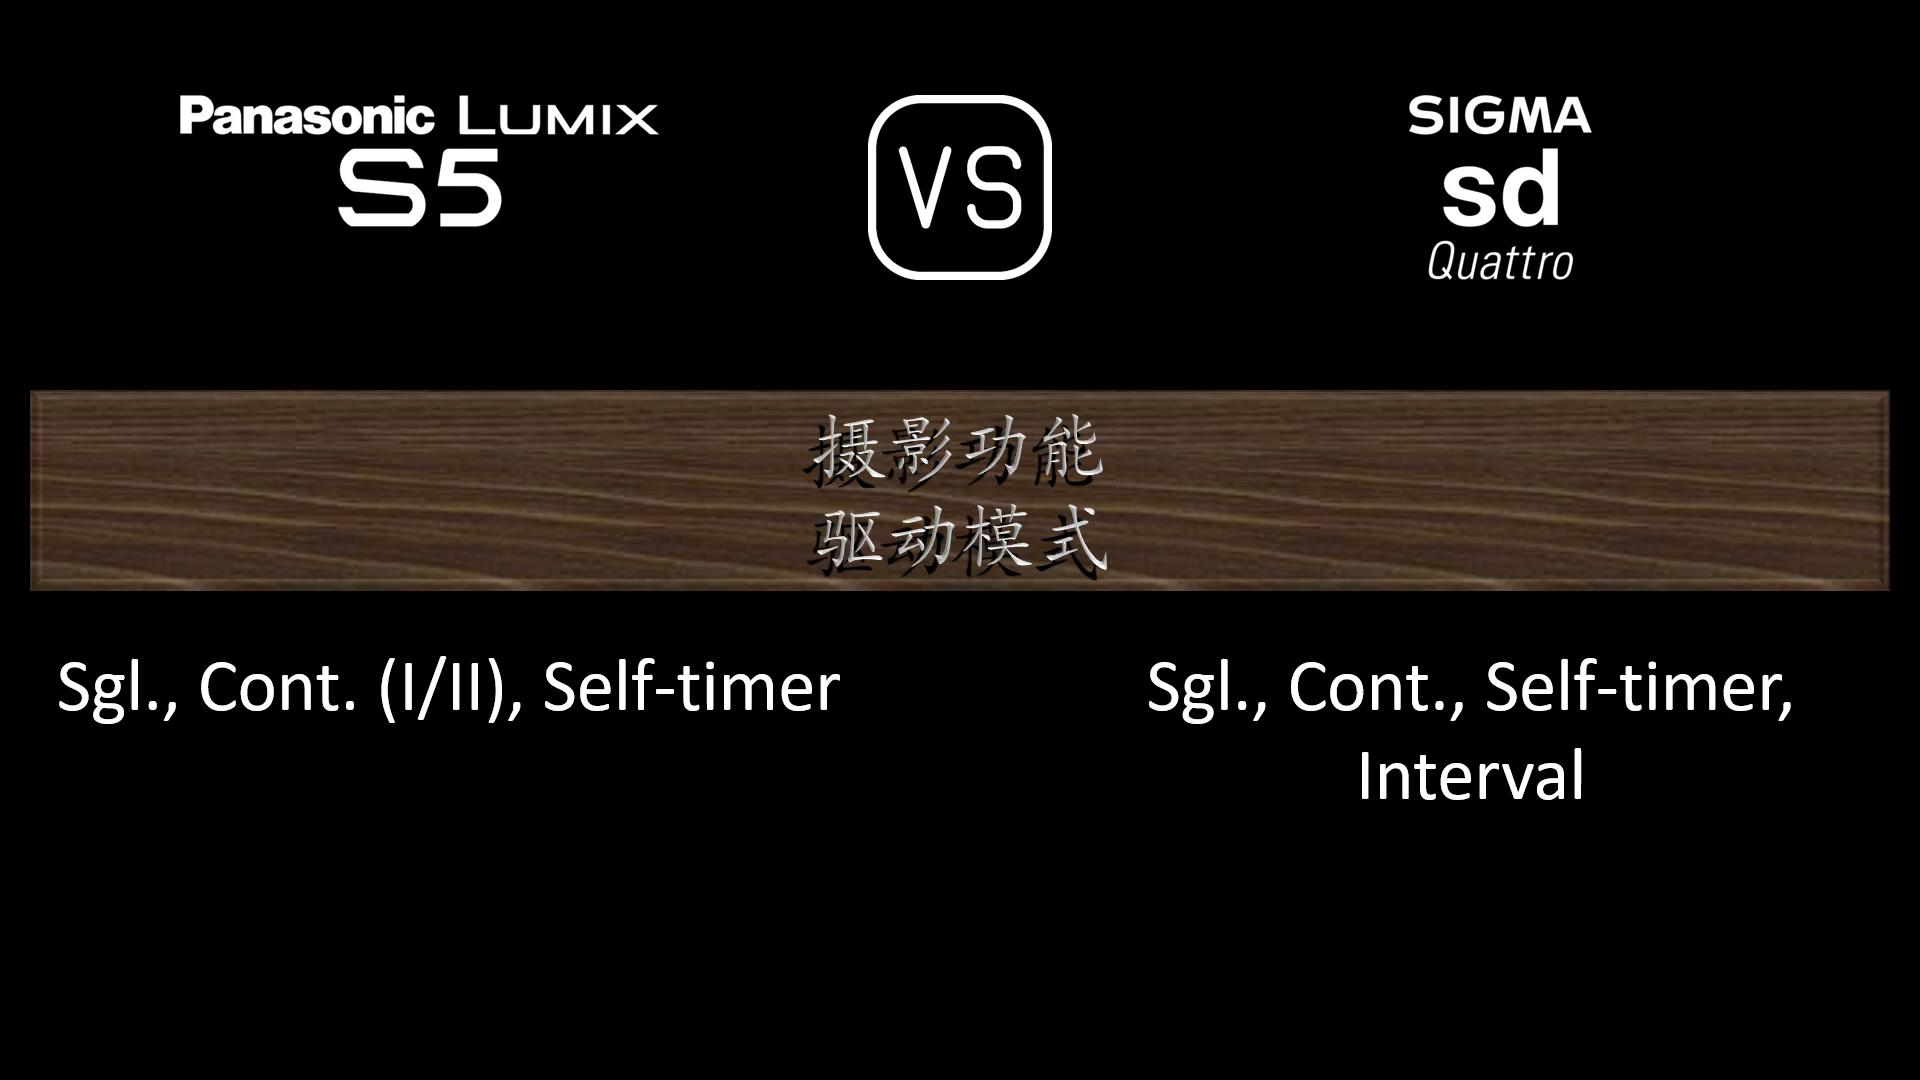 Panasonic LUMIX
S5
VS
SIGMA
sd
Quattro
摄影功能
驱动模式
Sgl., Cont. (I/II), Self-timer
Sgl., Cont., Self-timer,
Interval